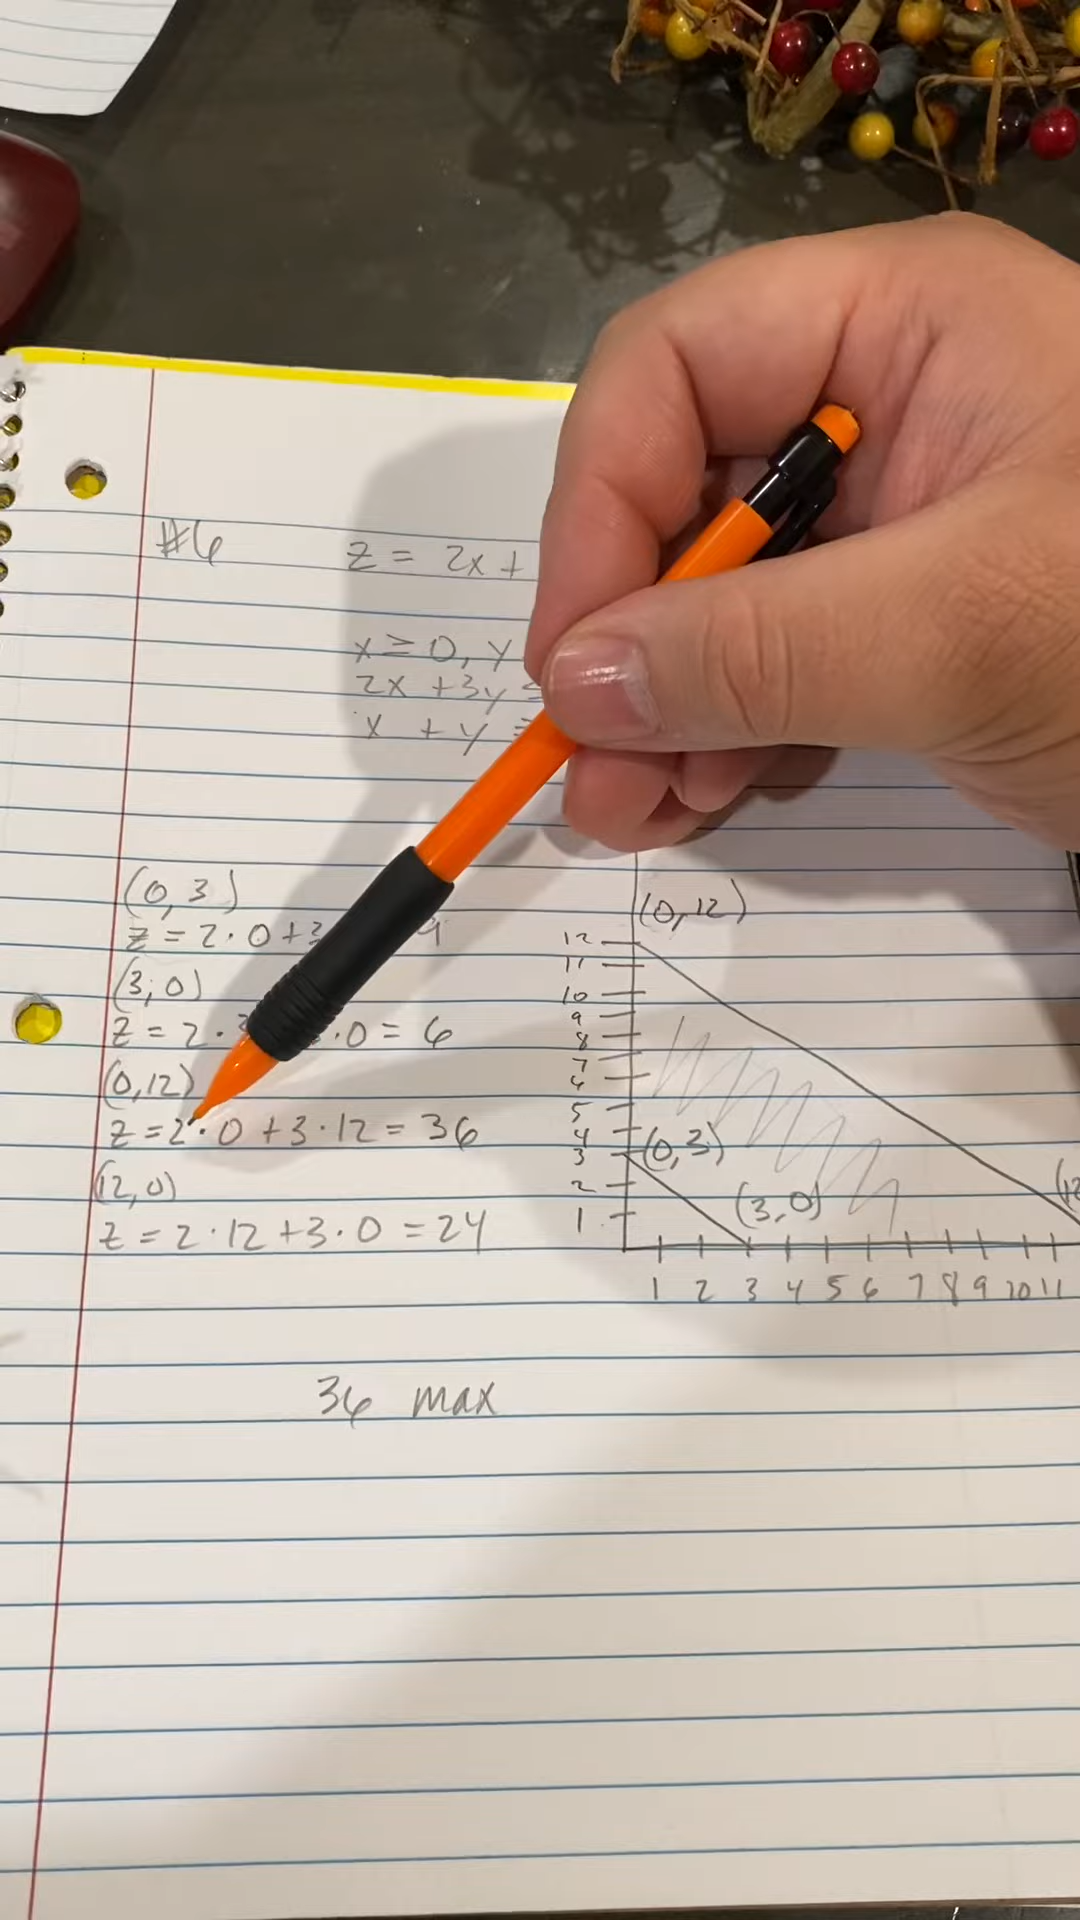 #6
z = 2x +
x ≥ 0, y
2x + 3y ≤
x + y ≥
(0, 3)
z = 2 · 0 + 3 9
(3, 0)
z = 2 · 3 · 0 = 6
(0, 12)
z = 2 · 0 + 3 · 12 = 36
(12, 0)
z = 2 · 12 + 3 · 0 = 24
36 max
(0, 12)
12
11
10
9
8
7
6
5
4
3
2
1
(0, 3)
(3, 0)
(12
1 2 3 4 5 6 7 8 9 10 11